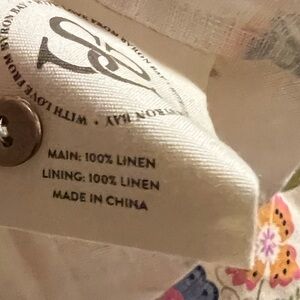 WITH LOVE FROM BYRON BAY •
MAIN: 100% LINEN
LINING: 100% LINEN
MADE IN CHINA